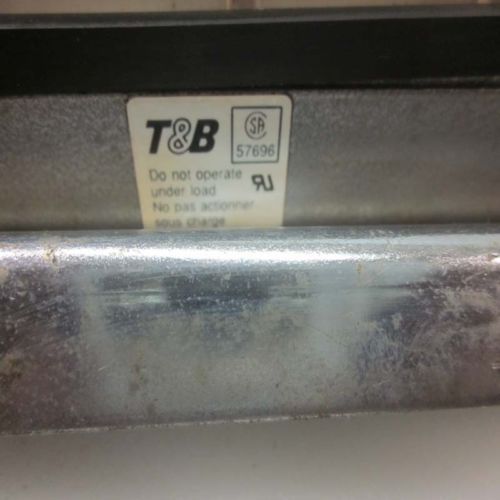 T&B
SA
57696
Do not operate
under load
No pas actionner
sous charge